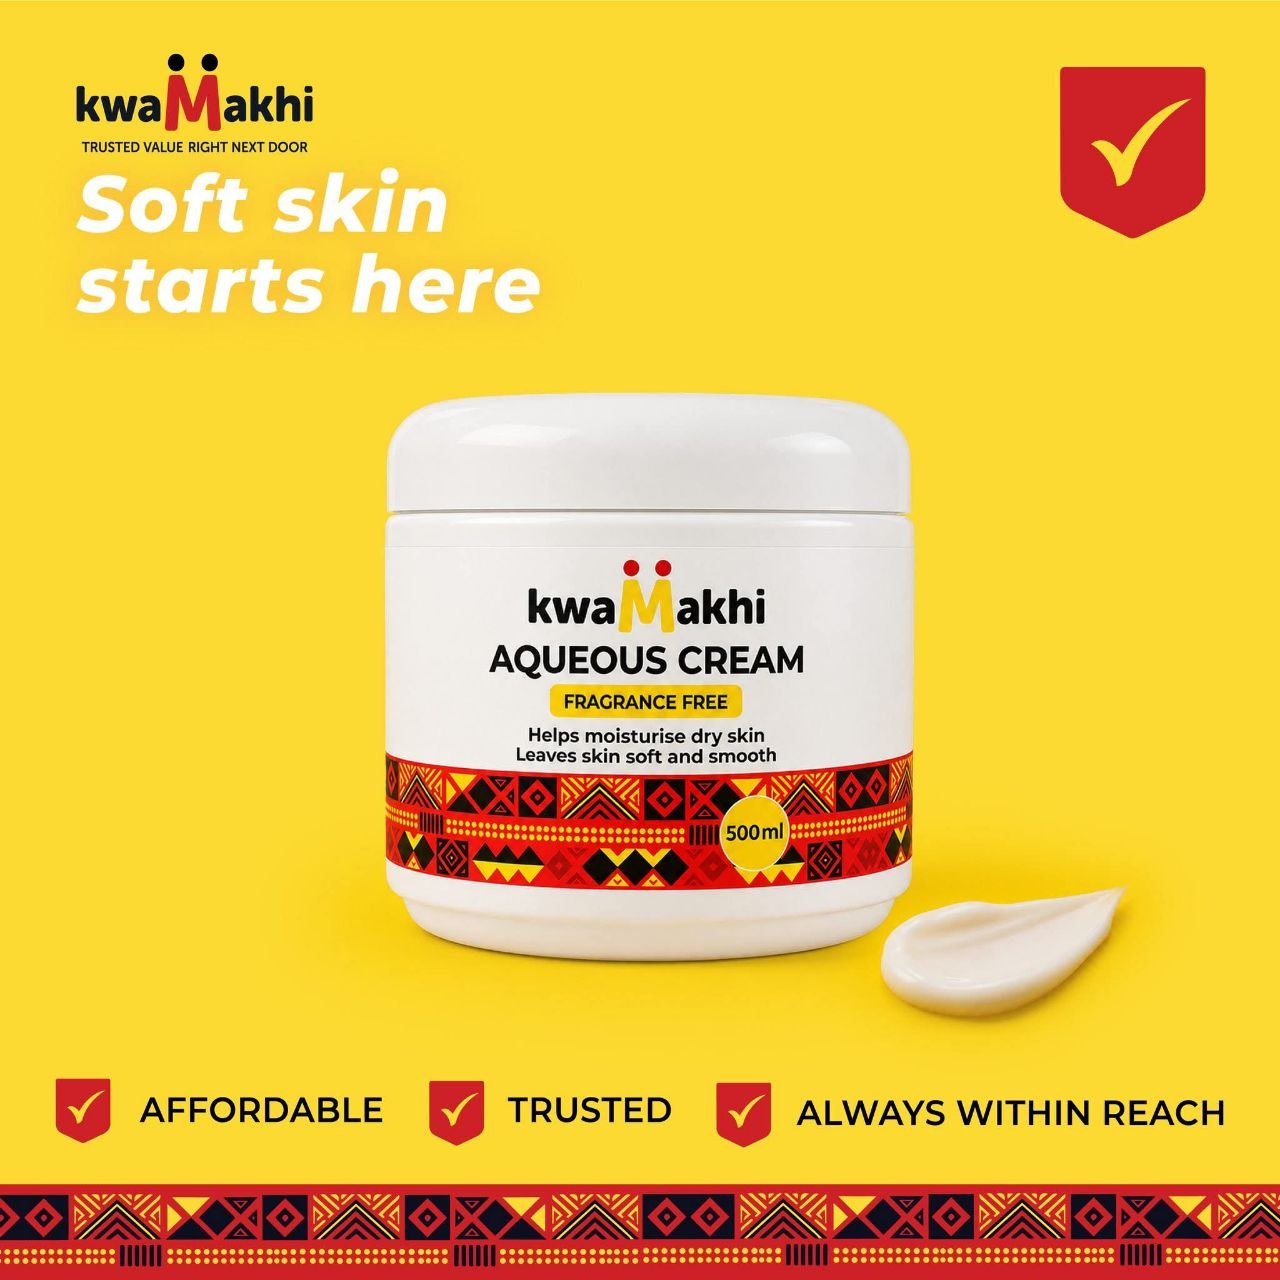 kwaMakhi
TRUSTED VALUE RIGHT NEXT DOOR
Soft skin
starts here
kwaMakhi
AQUEOUS CREAM
FRAGRANCE FREE
Helps moisturise dry skin
Leaves skin soft and smooth
500ml
AFFORDABLE
TRUSTED
ALWAYS WITHIN REACH